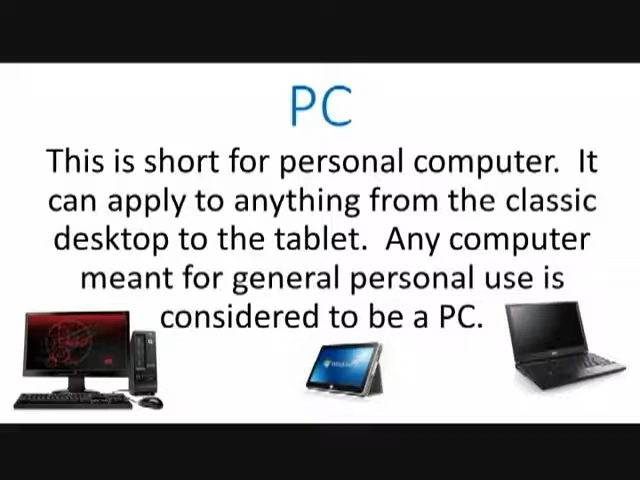 PC
This is short for personal computer.  It
can apply to anything from the classic
desktop to the tablet.  Any computer
meant for general personal use is
considered to be a PC.